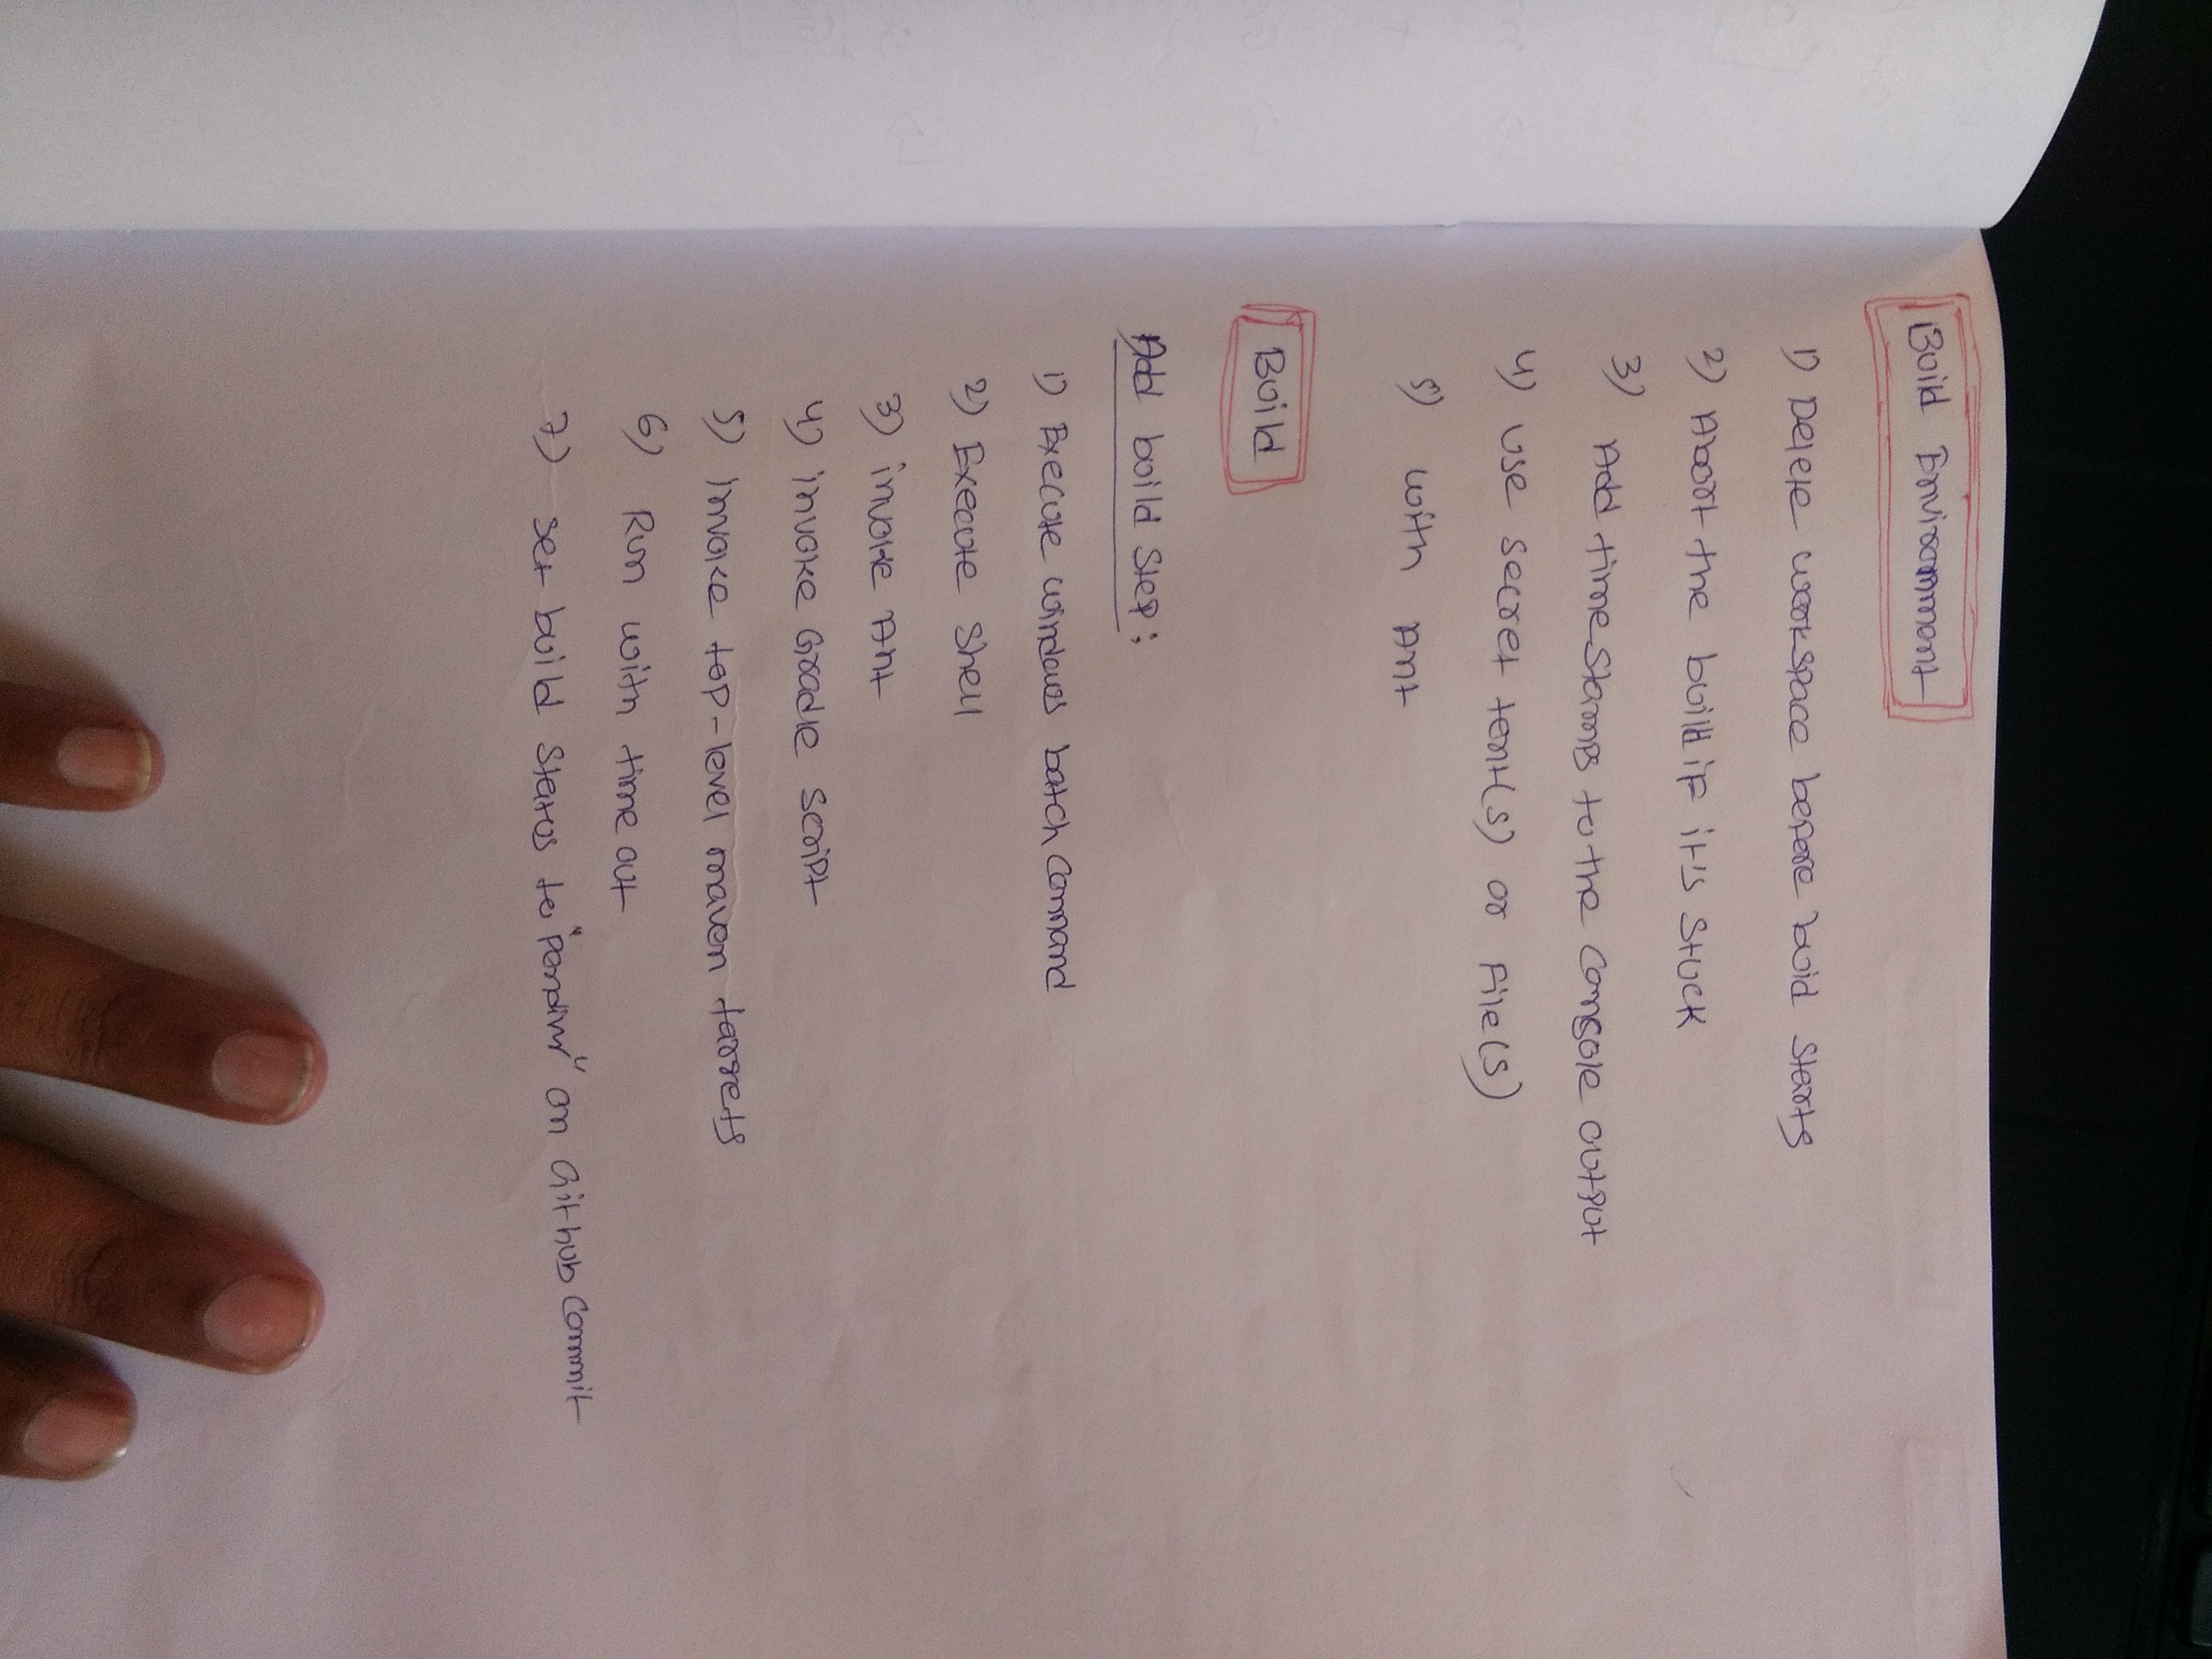 Build Environment
1) Delete workspace before buid starts
2) Abort the build if it's stuck
3) Add timestamps to the console output
4) use secret tent(s) or file(s)
5) with Ant
Build
Add build step:
1) Execute windows batch command
2) Execute shell
3) invoke Ant
4) invoke Gradle script
5) invoke top-level maven targets
6) Run with time out
7) set build status to "pending" on Github commit